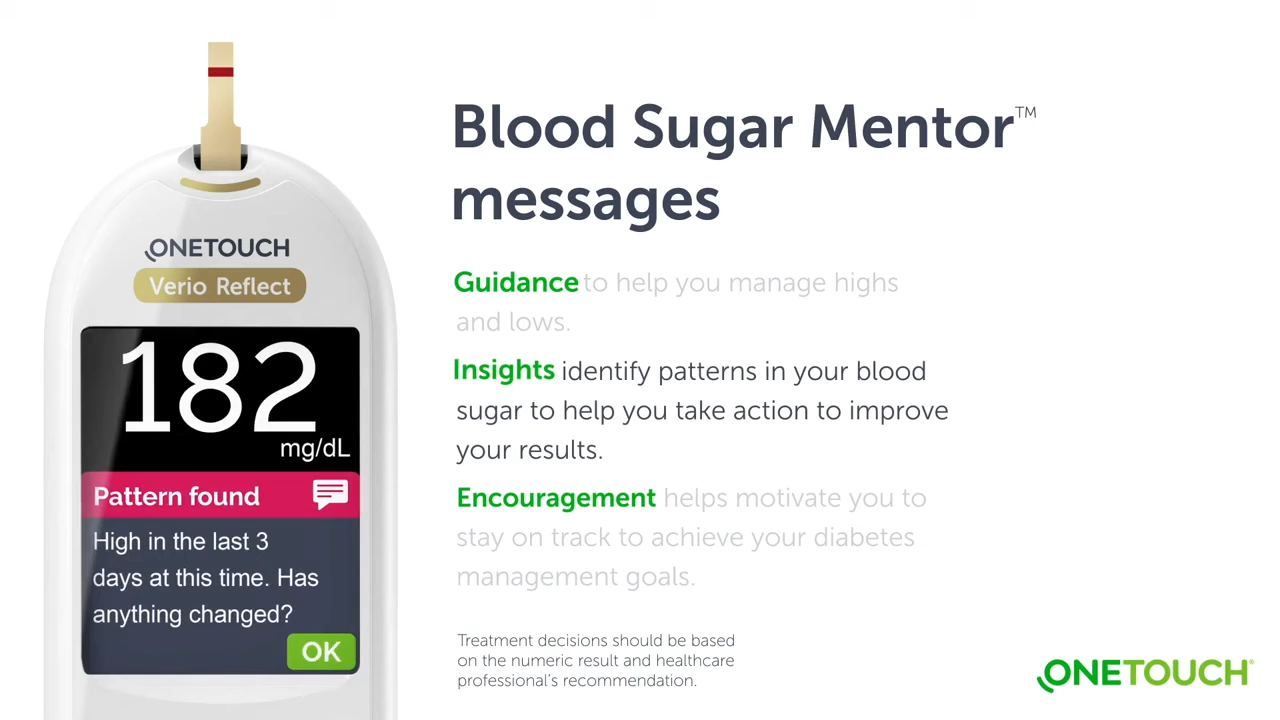 ONETOUCH
Verio Reflect
182
mg/dL
Pattern found
High in the last 3
days at this time. Has
anything changed?
OK
Blood Sugar Mentor™
messages
Guidance to help you manage highs
and lows.
Insights identify patterns in your blood
sugar to help you take action to improve
your results.
Encouragement helps motivate you to
stay on track to achieve your diabetes
management goals.
Treatment decisions should be based
on the numeric result and healthcare
professional's recommendation.
ONETOUCH®